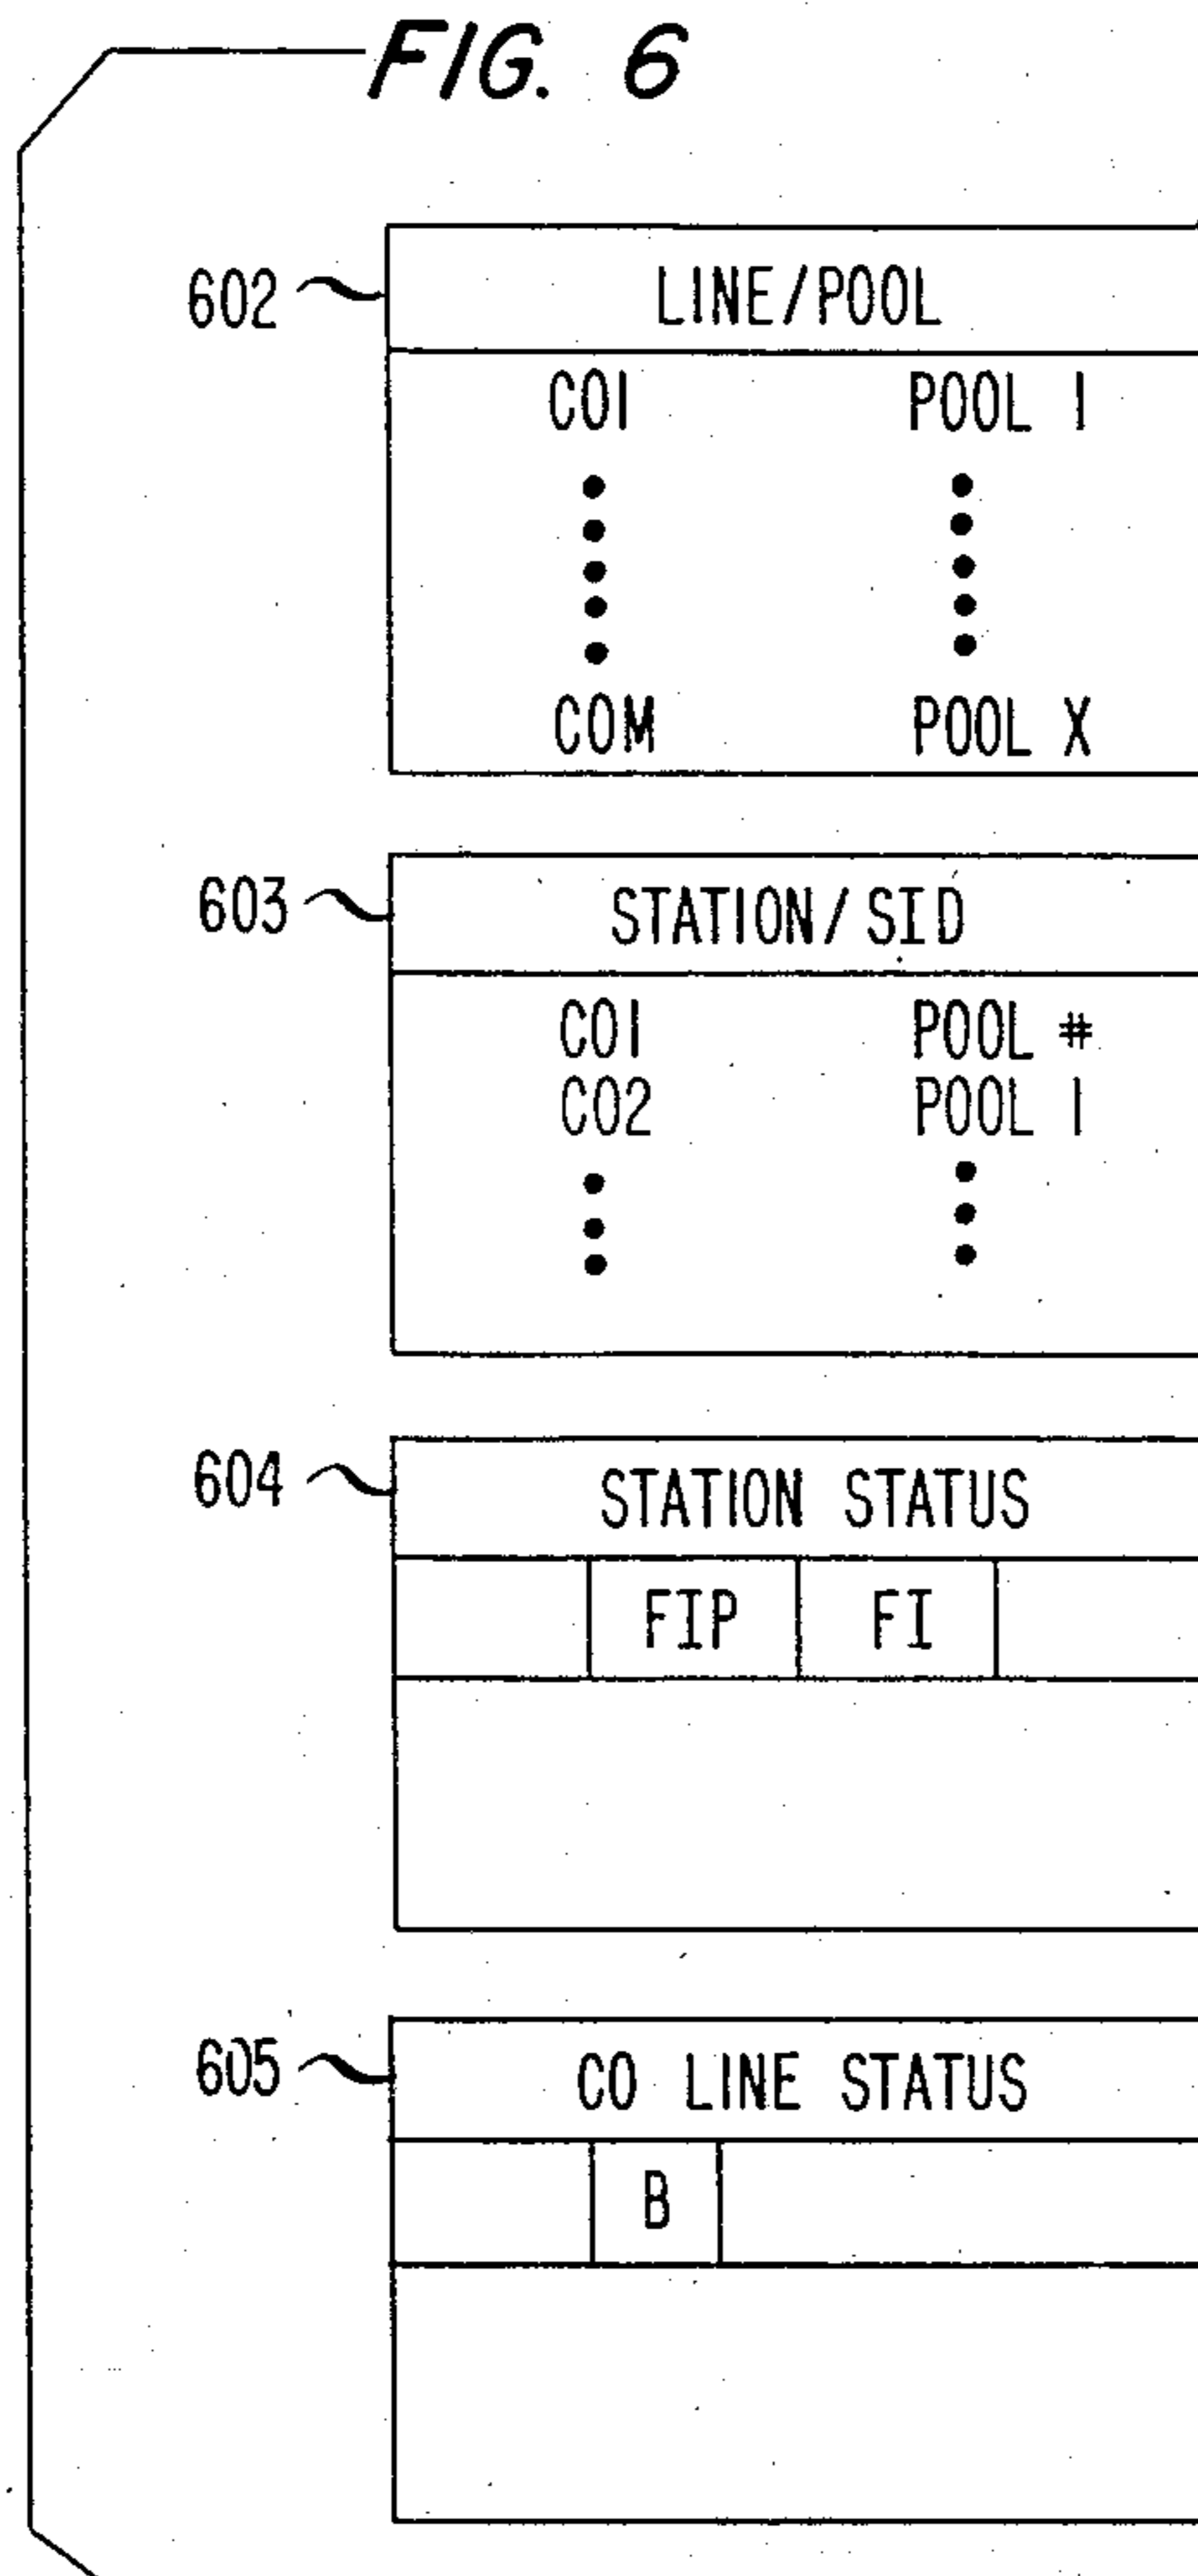 FIG. 6
602 LINE/POOL
CO1 POOL 1
COM POOL X
603 STATION/SID
CO1 POOL #
CO2 POOL 1
604 STATION STATUS
FIP FI
605 CO LINE STATUS
B